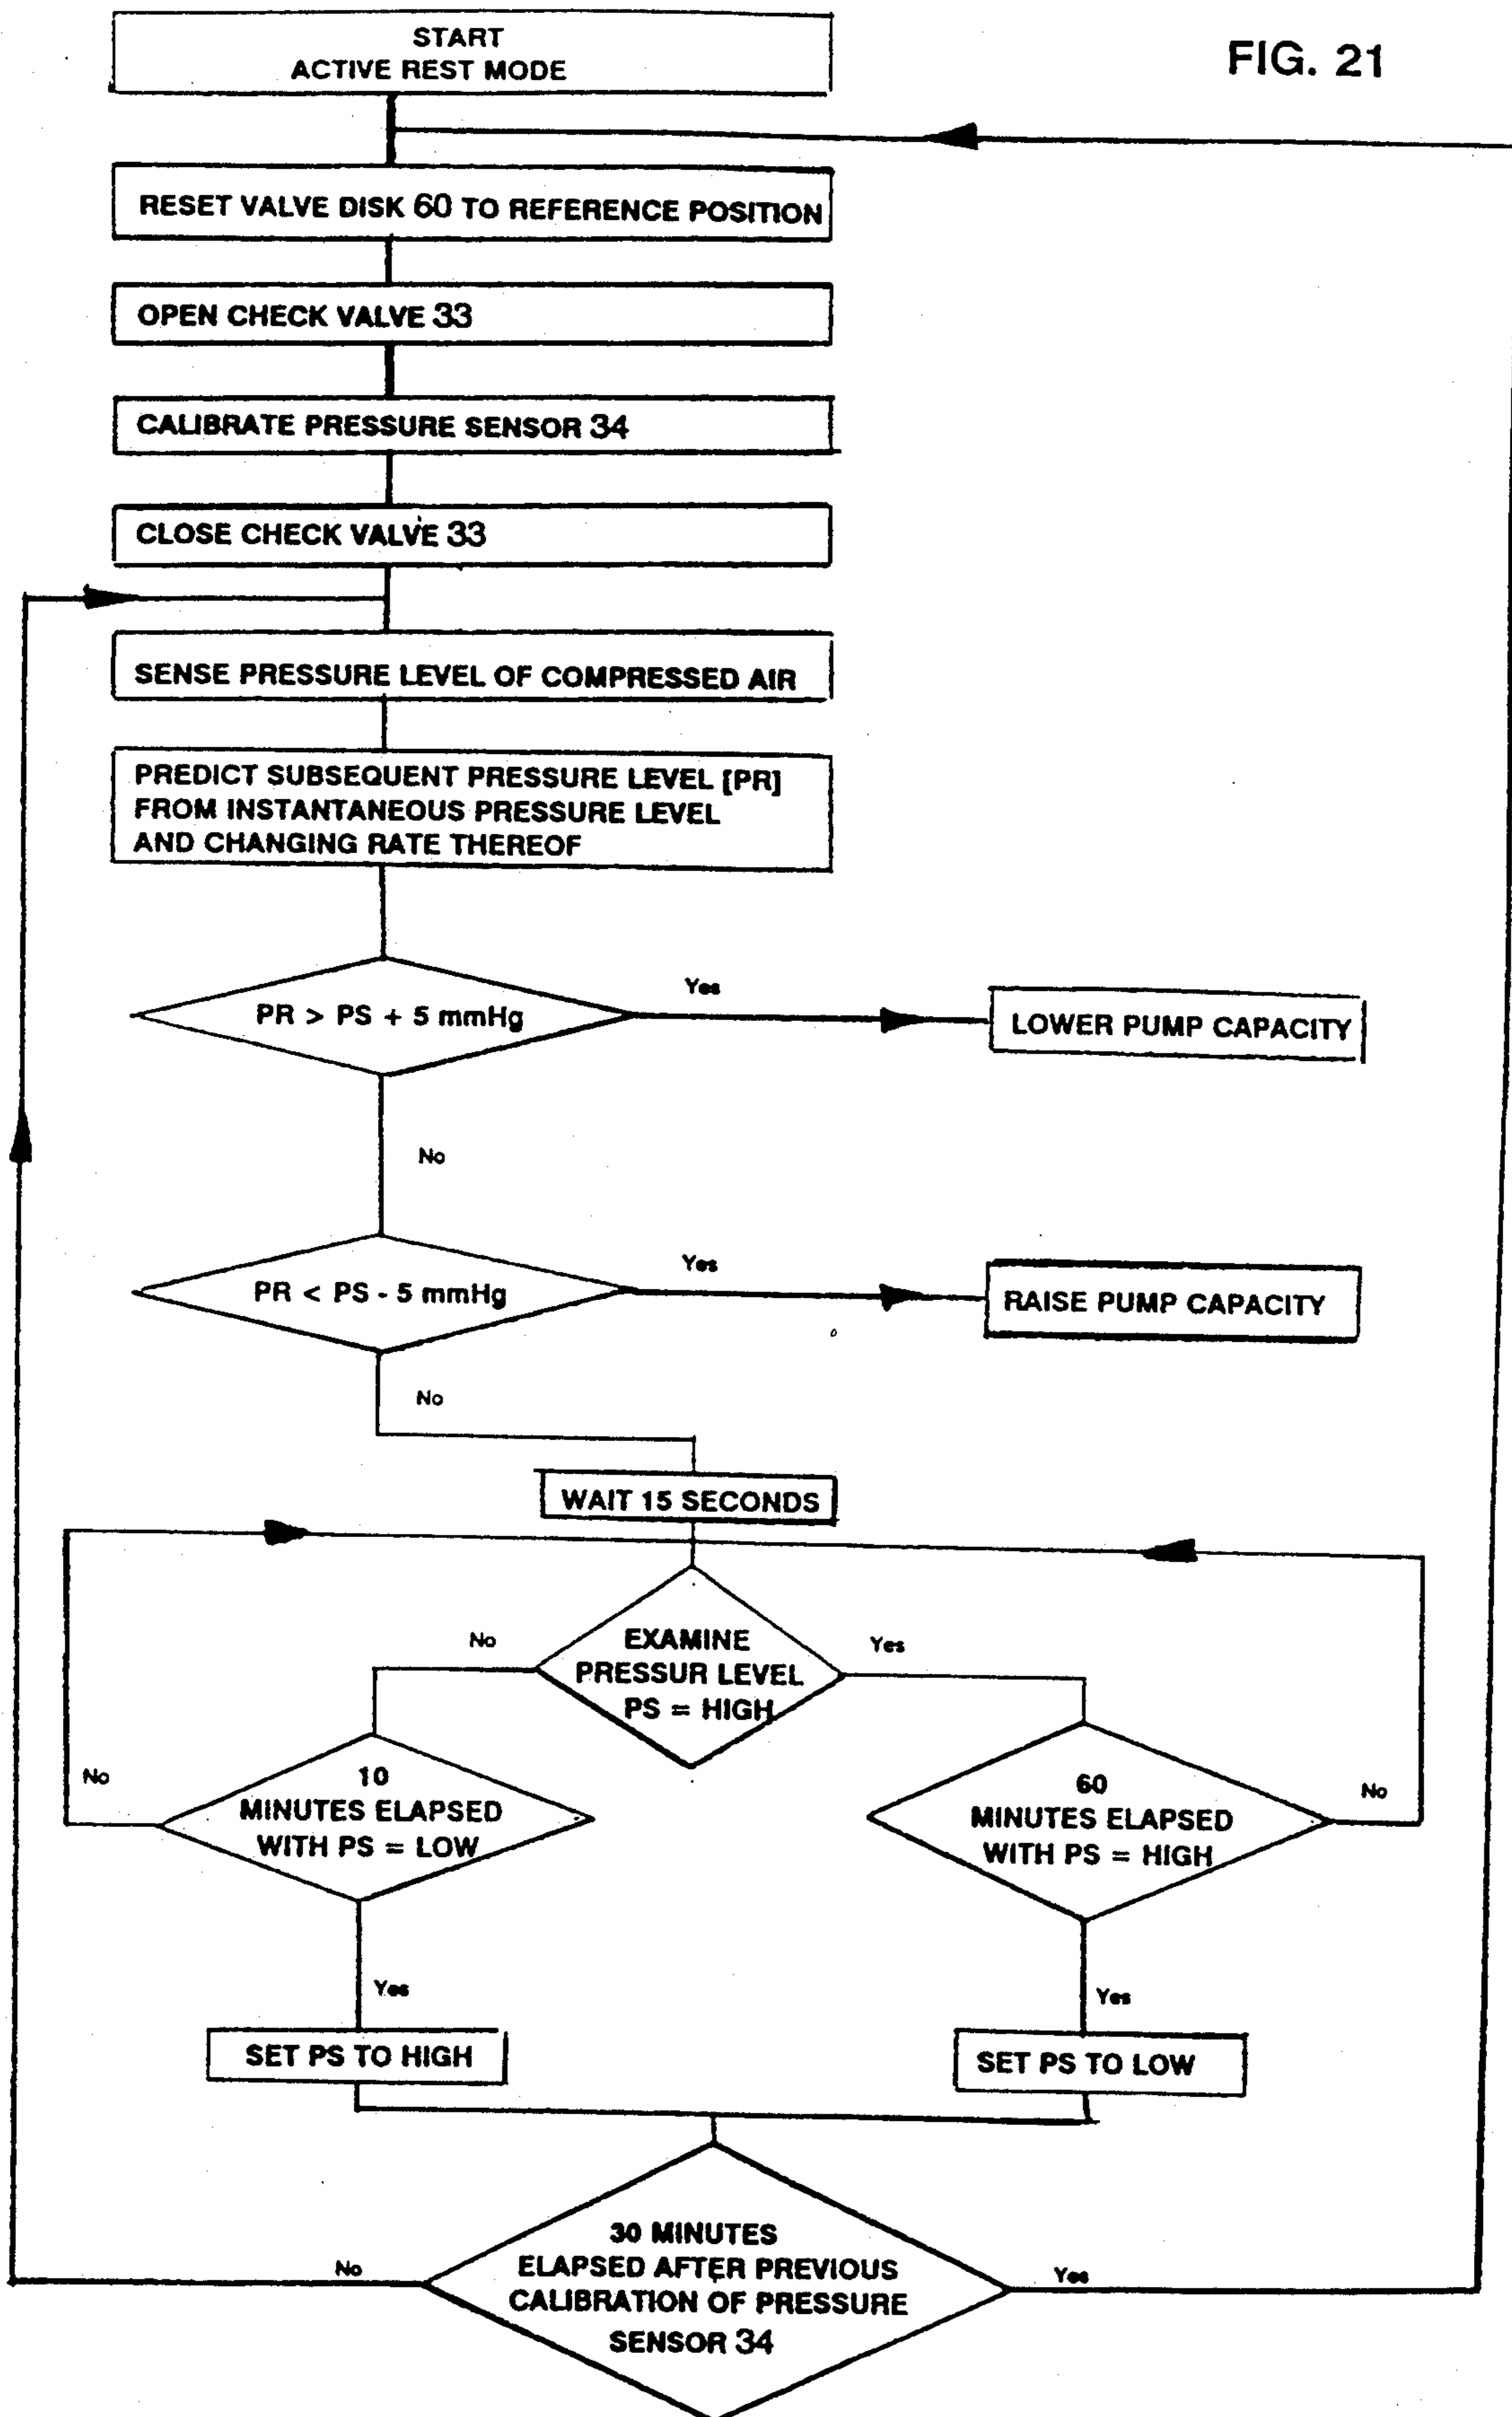 START
ACTIVE REST MODE
FIG. 21
RESET VALVE DISK 60 TO REFERENCE POSITION
OPEN CHECK VALVE 33
CALIBRATE PRESSURE SENSOR 34
CLOSE CHECK VALVE 33
SENSE PRESSURE LEVEL OF COMPRESSED AIR
PREDICT SUBSEQUENT PRESSURE LEVEL [PR]
FROM INSTANTANEOUS PRESSURE LEVEL
AND CHANGING RATE THEREOF
PR > PS + 5 mmHg
Yes
LOWER PUMP CAPACITY
No
PR < PS - 5 mmHg
Yes
RAISE PUMP CAPACITY
No
WAIT 15 SECONDS
No
EXAMINE
PRESSUR LEVEL
PS = HIGH
Yes
No
10
MINUTES ELAPSED
WITH PS = LOW
60
MINUTES ELAPSED
WITH PS = HIGH
No
Yes
Yes
SET PS TO HIGH
SET PS TO LOW
No
30 MINUTES
ELAPSED AFTER PREVIOUS
CALIBRATION OF PRESSURE
SENSOR 34
Yes